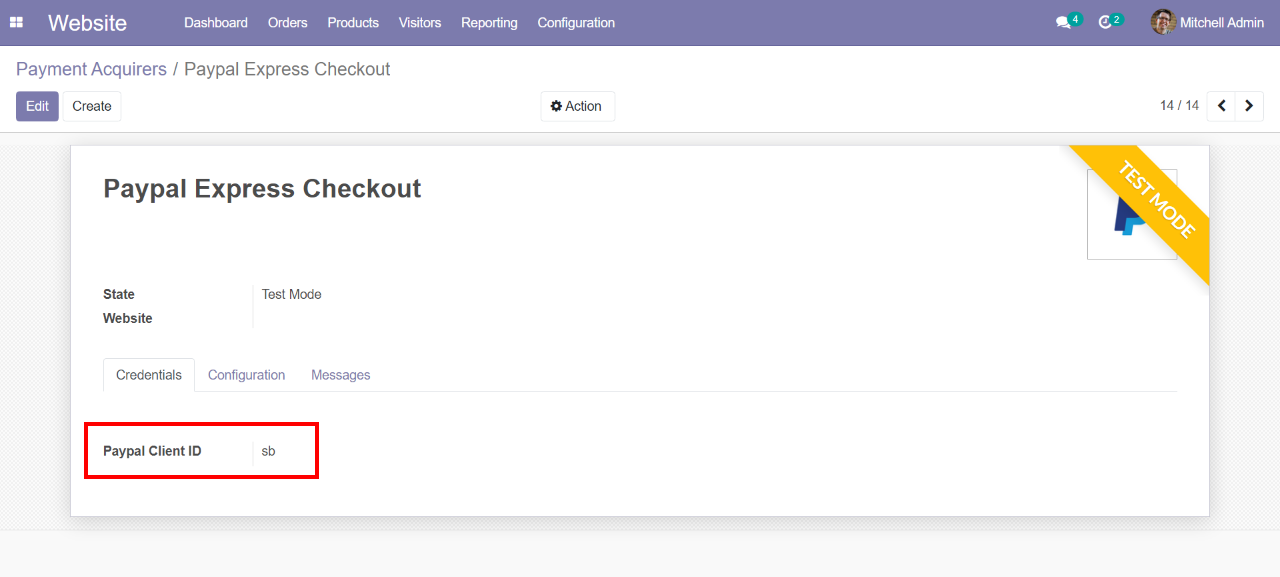 Website Dashboard Orders Products Visitors Reporting Configuration 4 2 Mitchell Admin
Payment Acquirers / Paypal Express Checkout
Edit Create Action 14 / 14
Paypal Express Checkout
TEST MODE
State Test Mode
Website
Credentials Configuration Messages
Paypal Client ID sb